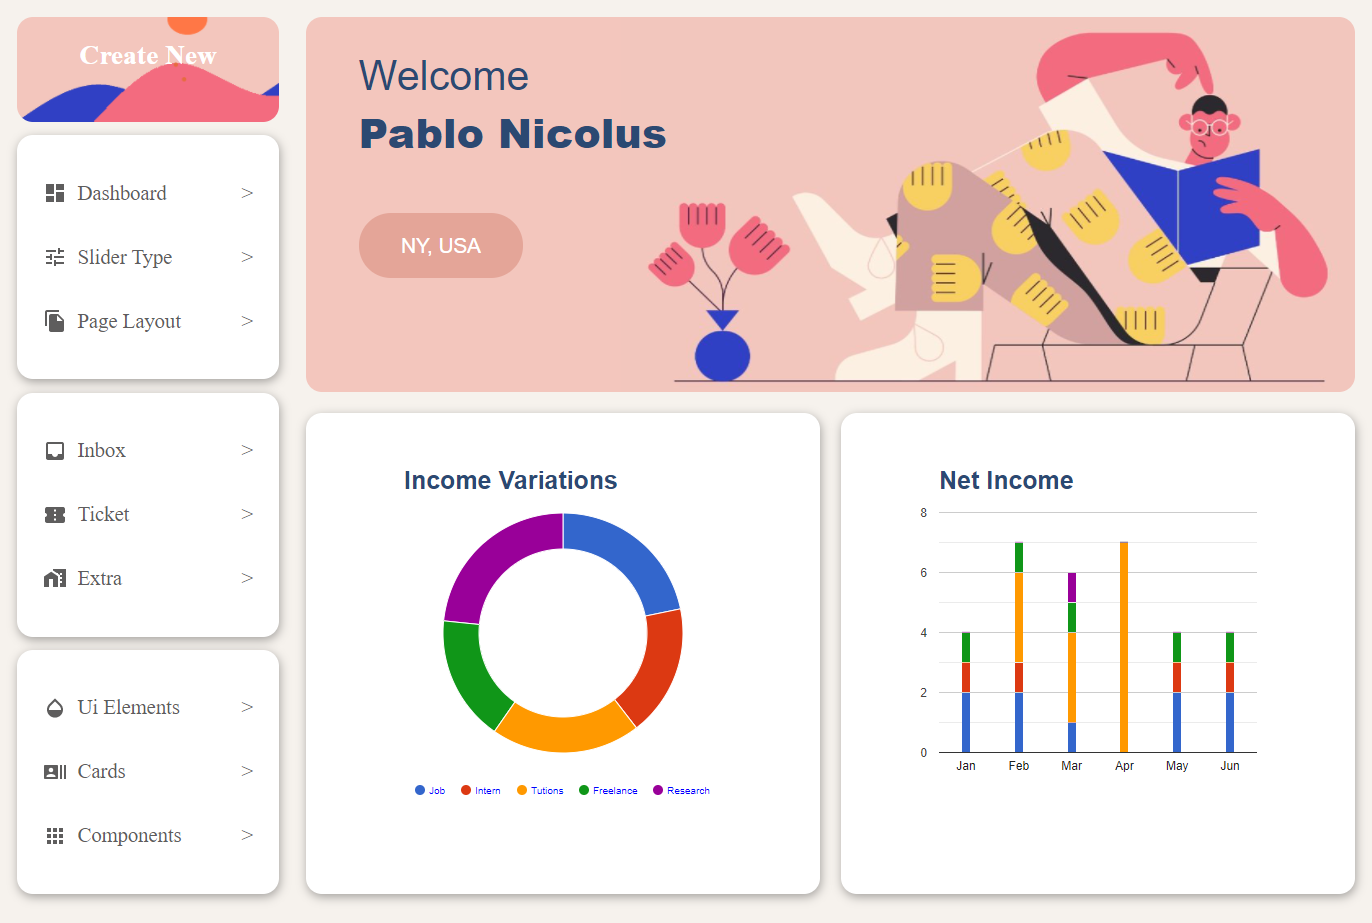 Create New
Dashboard >
Slider Type >
Page Layout >
Inbox >
Ticket >
Extra >
Ui Elements >
Cards >
Components >
Welcome
Pablo Nicolus
NY, USA
Income Variations
Job Intern Tutions Freelance Research
Net Income
8
6
4
2
0
Jan Feb Mar Apr May Jun